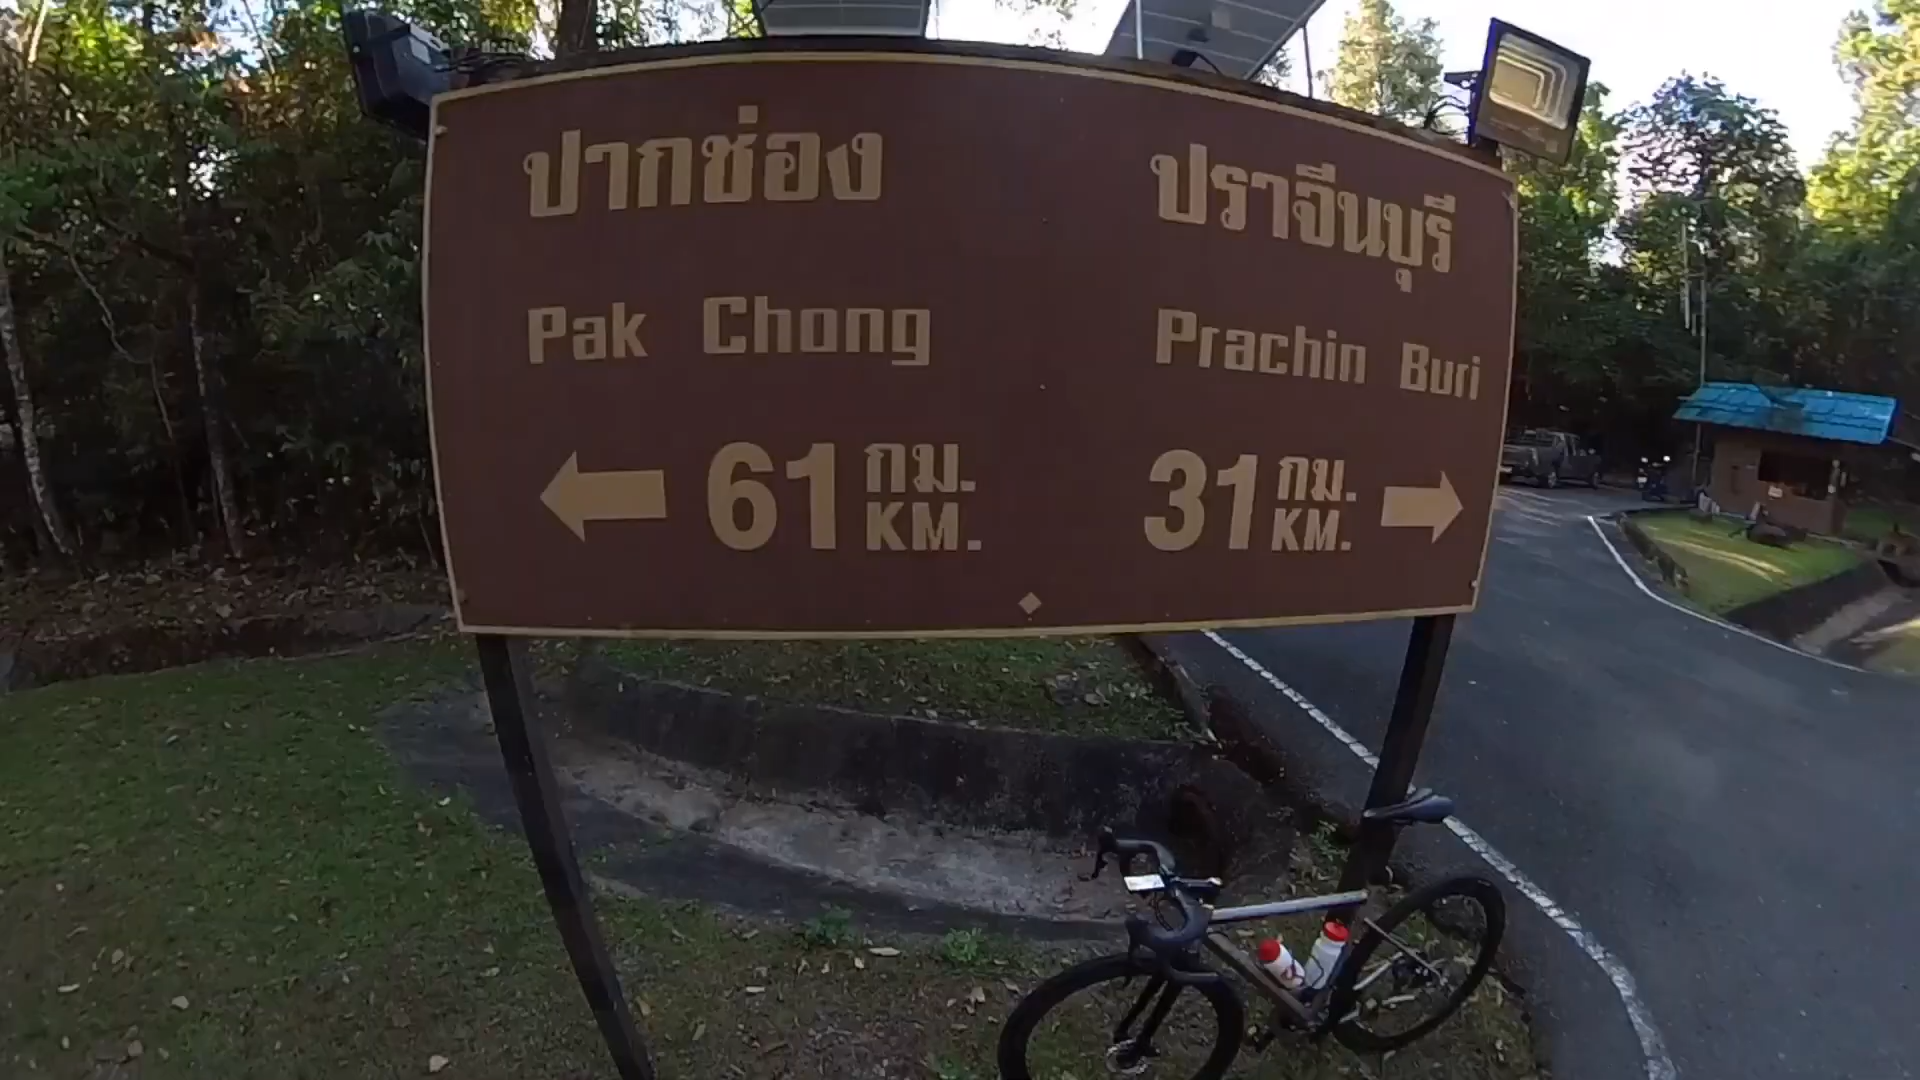 ปากช่อง
Pak Chong
61 กม.
KM.
ปราจีนบุรี
Prachin Buri
31 กม.
KM.